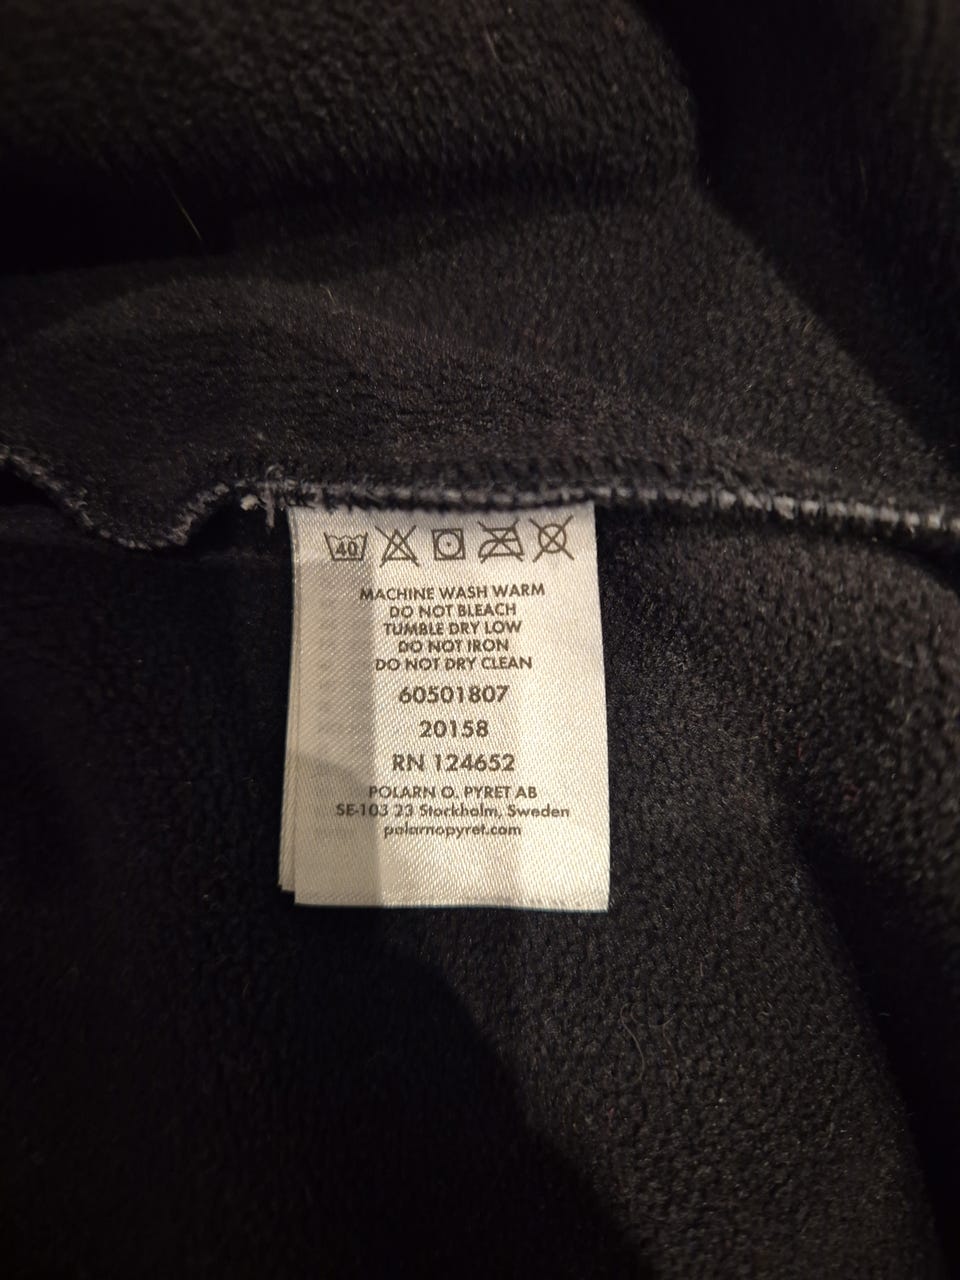 40
MACHINE WASH WARM
DO NOT BLEACH
TUMBLE DRY LOW
DO NOT IRON
DO NOT DRY CLEAN
60501807
20158
RN 124652
POLARN O. PYRET AB
SE-103 23 Stockholm, Sweden
polarnopyret.com